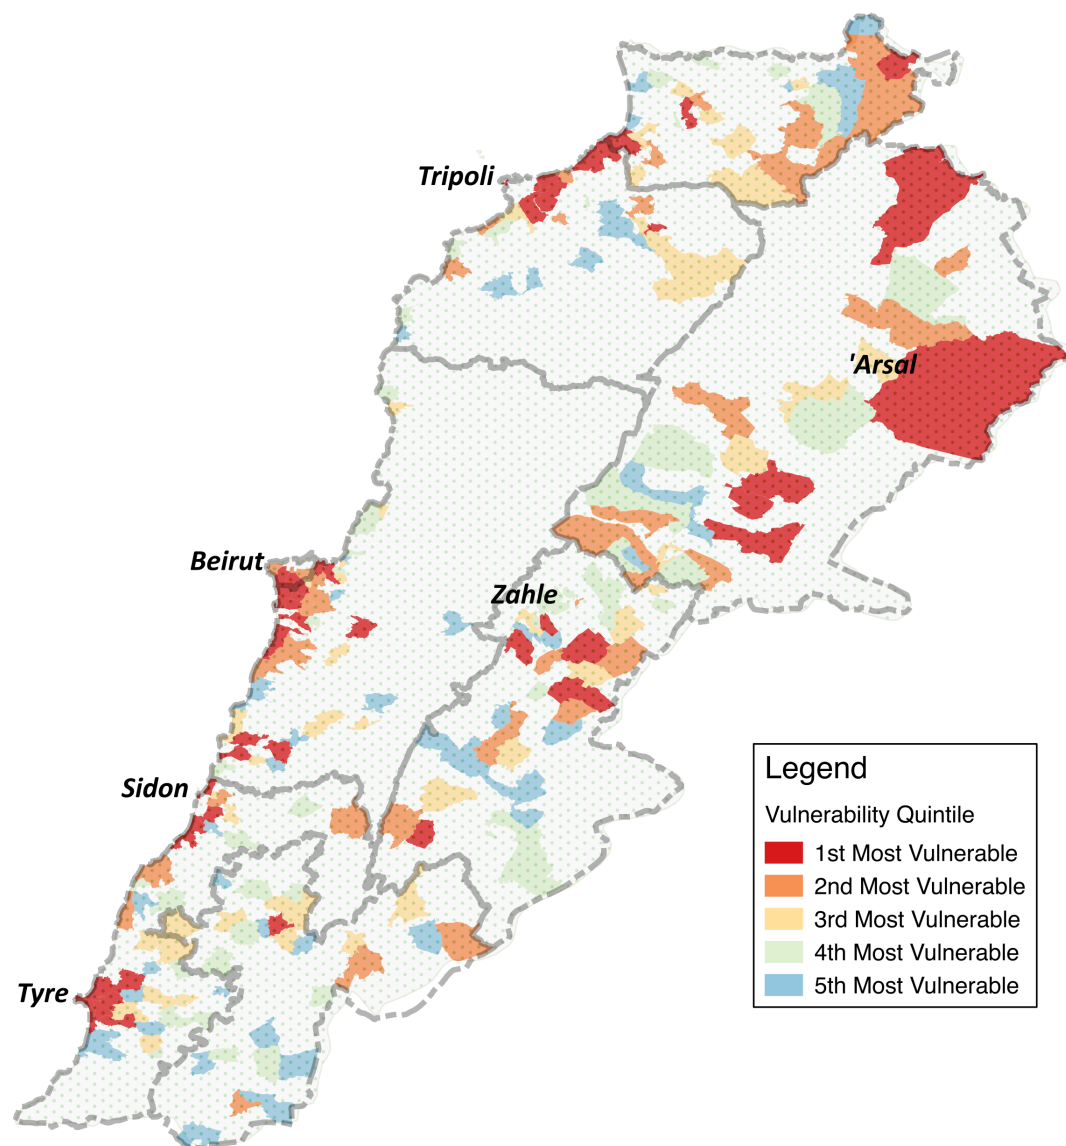 Tripoli
'Arsal
Beirut
Zahle
Sidon
Tyre
Legend
Vulnerability Quintile
1st Most Vulnerable
2nd Most Vulnerable
3rd Most Vulnerable
4th Most Vulnerable
5th Most Vulnerable